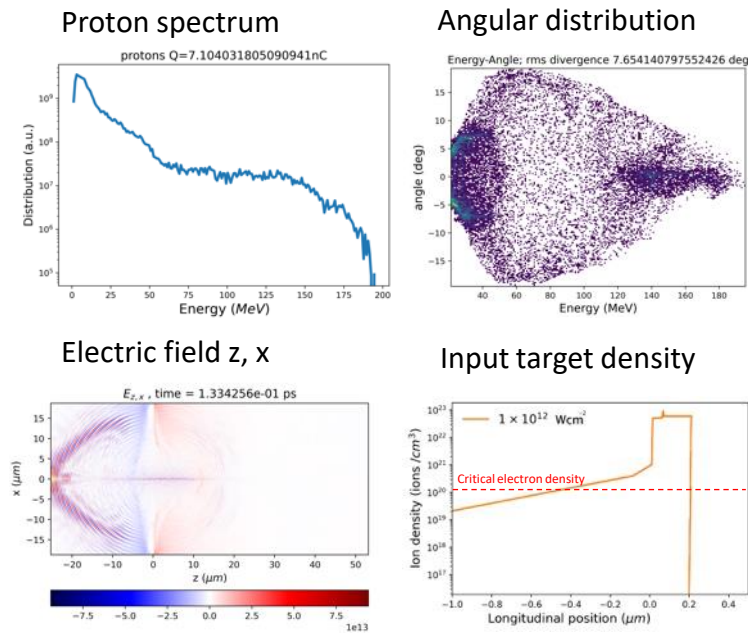 Proton spectrum
protons Q=7.104031805090941nC
10⁹
10⁸
10⁷
10⁶
10⁵
Distribution (a.u.)
0 25 50 75 100 125 150 175 200
Energy (MeV)
Angular distribution
Energy-Angle; rms divergence 7.654140797552426 deg
15
10
5
0
−5
−10
−15
angle (deg)
40 60 80 100 120 140 160 180
Energy (MeV)
Electric field z, x
E_{z,x} , time = 1.334256e-01 ps
15
10
5
0
−5
−10
−15
x (μm)
−20 −10 0 10 20 30 40 50
z (μm)
−7.5 −5.0 −2.5 0.0 2.5 5.0 7.5
1e13
Input target density
10²³
10²²
10²¹
10²⁰
10¹⁹
10¹⁸
10¹⁷
Ion density (ions /cm³)
1 × 10¹² Wcm⁻²
Critical electron density
−1.0 −0.8 −0.6 −0.4 −0.2 0.0 0.2 0.4
Longitudinal position (μm)